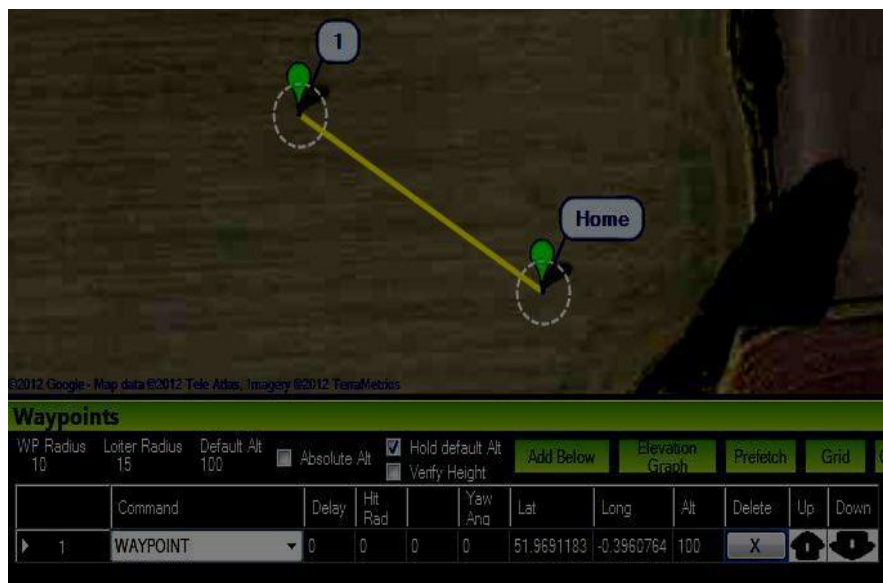 1
Home
©2012 Google - Map data ©2012 Tele Atlas, Imagery ©2012 TerraMetrics
Waypoints
WP Radius Loiter Radius Default Alt
10 15 100
Absolute Alt
Hold default Alt
Verify Height
Add Below
Elevation
Graph
Prefetch
Grid
Command Delay Hit Rad Yaw Ang Lat Long Alt Delete Up Down
1 WAYPOINT 0 0 0 0 51.9691183 -0.3960764 100 X